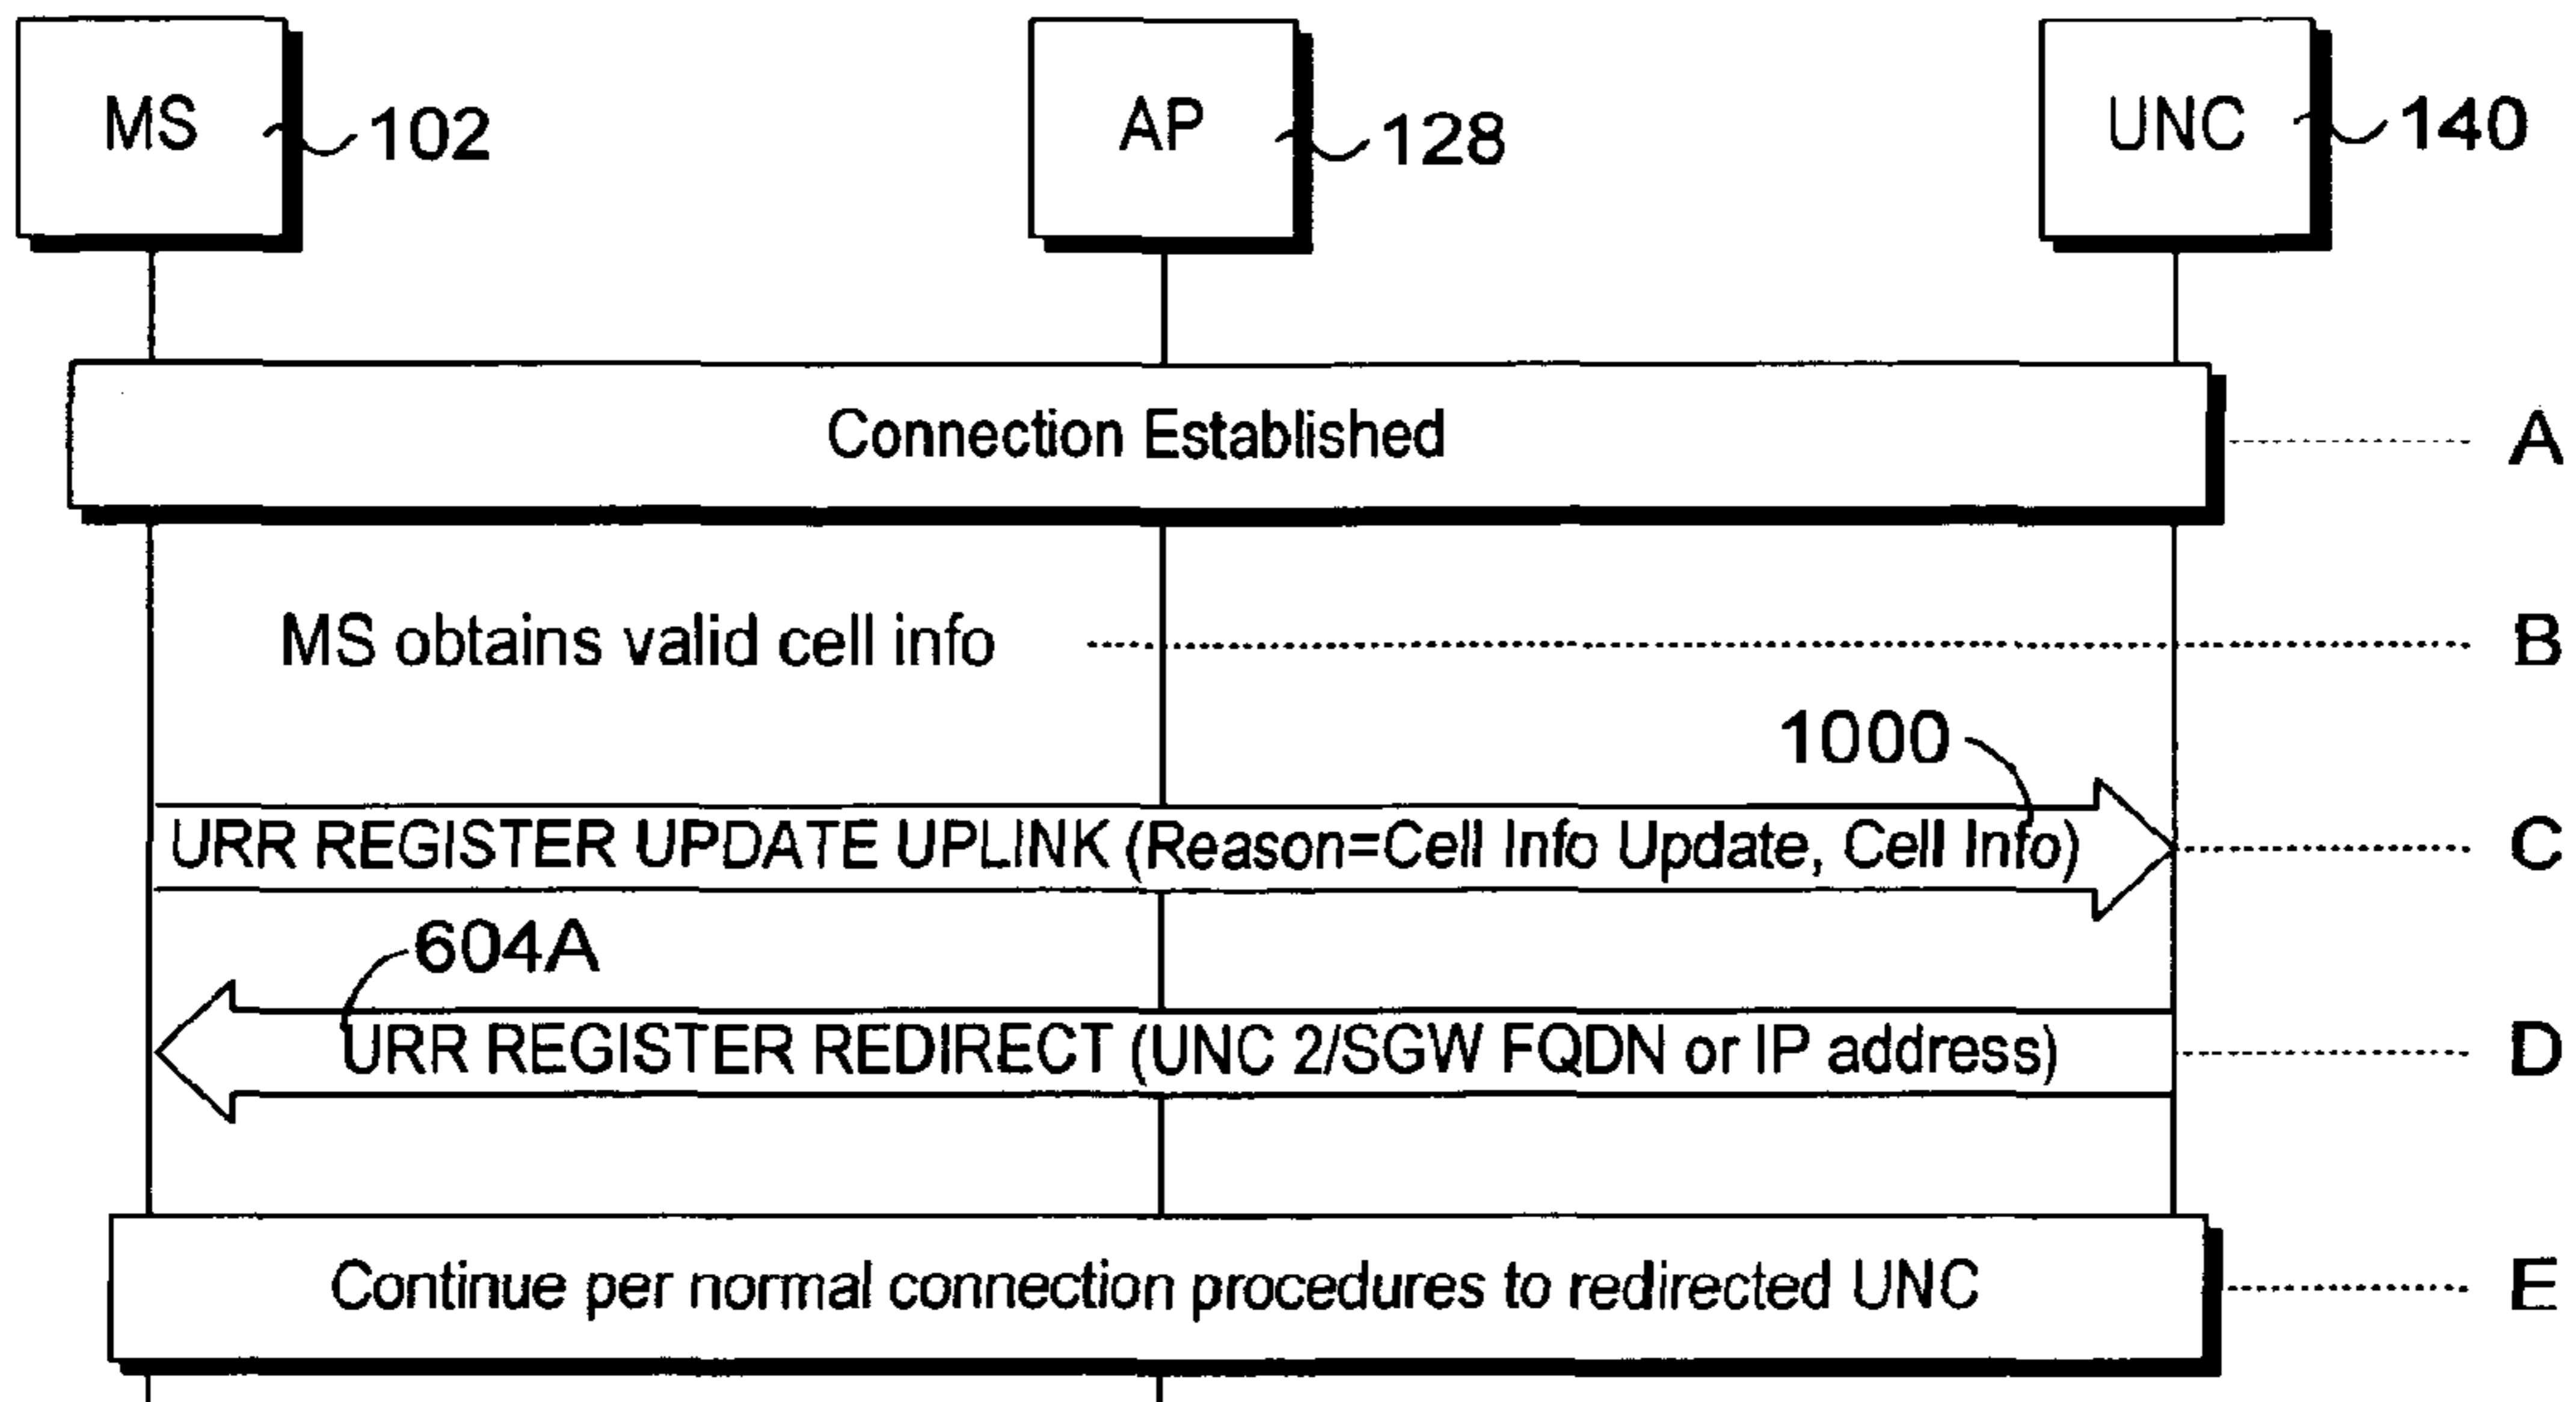 MS
102
AP
128
UNC
140
Connection Established
A
MS obtains valid cell info
B
1000
URR REGISTER UPDATE UPLINK (Reason=Cell Info Update, Cell Info)
C
604A
URR REGISTER REDIRECT (UNC 2/SGW FQDN or IP address)
D
Continue per normal connection procedures to redirected UNC
E